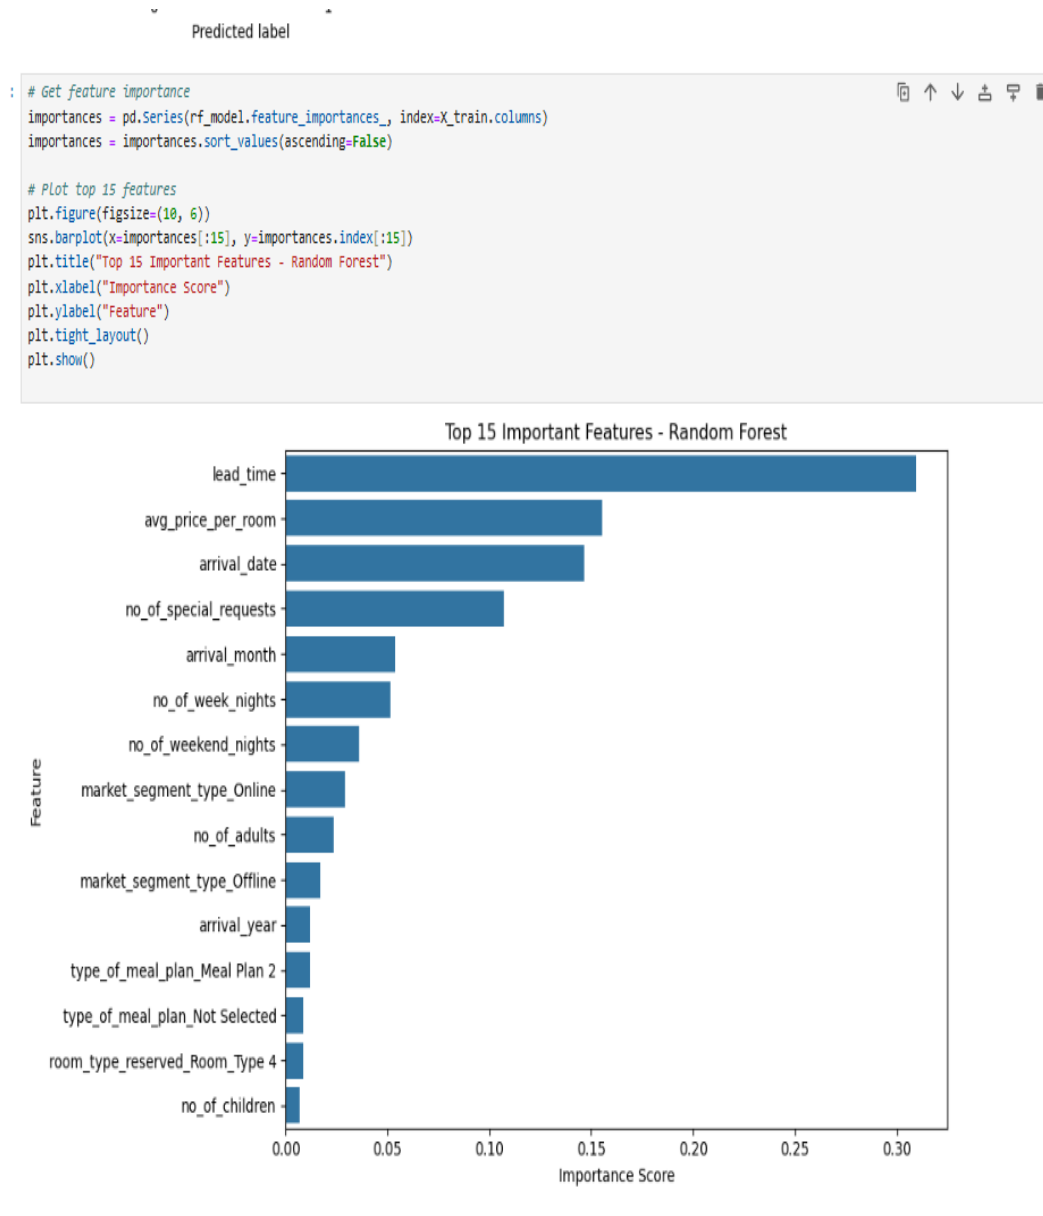 Predicted label
:
# Get feature importance
importances = pd.Series(rf_model.feature_importances_, index=X_train.columns)
importances = importances.sort_values(ascending=False)
# Plot top 15 features
plt.figure(figsize=(10, 6))
sns.barplot(x=importances[:15], y=importances.index[:15])
plt.title("Top 15 Important Features - Random Forest")
plt.xlabel("Importance Score")
plt.ylabel("Feature")
plt.tight_layout()
plt.show()
Top 15 Important Features - Random Forest
lead_time
avg_price_per_room
arrival_date
no_of_special_requests
arrival_month
no_of_week_nights
no_of_weekend_nights
market_segment_type_Online
no_of_adults
market_segment_type_Offline
arrival_year
type_of_meal_plan_Meal Plan 2
type_of_meal_plan_Not Selected
room_type_reserved_Room_Type 4
no_of_children
Feature
0.00 0.05 0.10 0.15 0.20 0.25 0.30
Importance Score